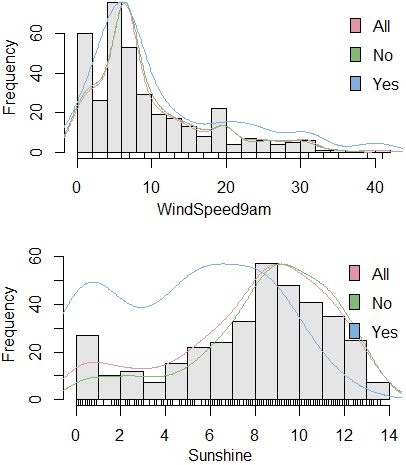 Frequency
60
40
20
0
All
No
Yes
0 10 20 30 40
WindSpeed9am
Frequency
60
40
20
0
All
No
Yes
0 2 4 6 8 10 12 14
Sunshine